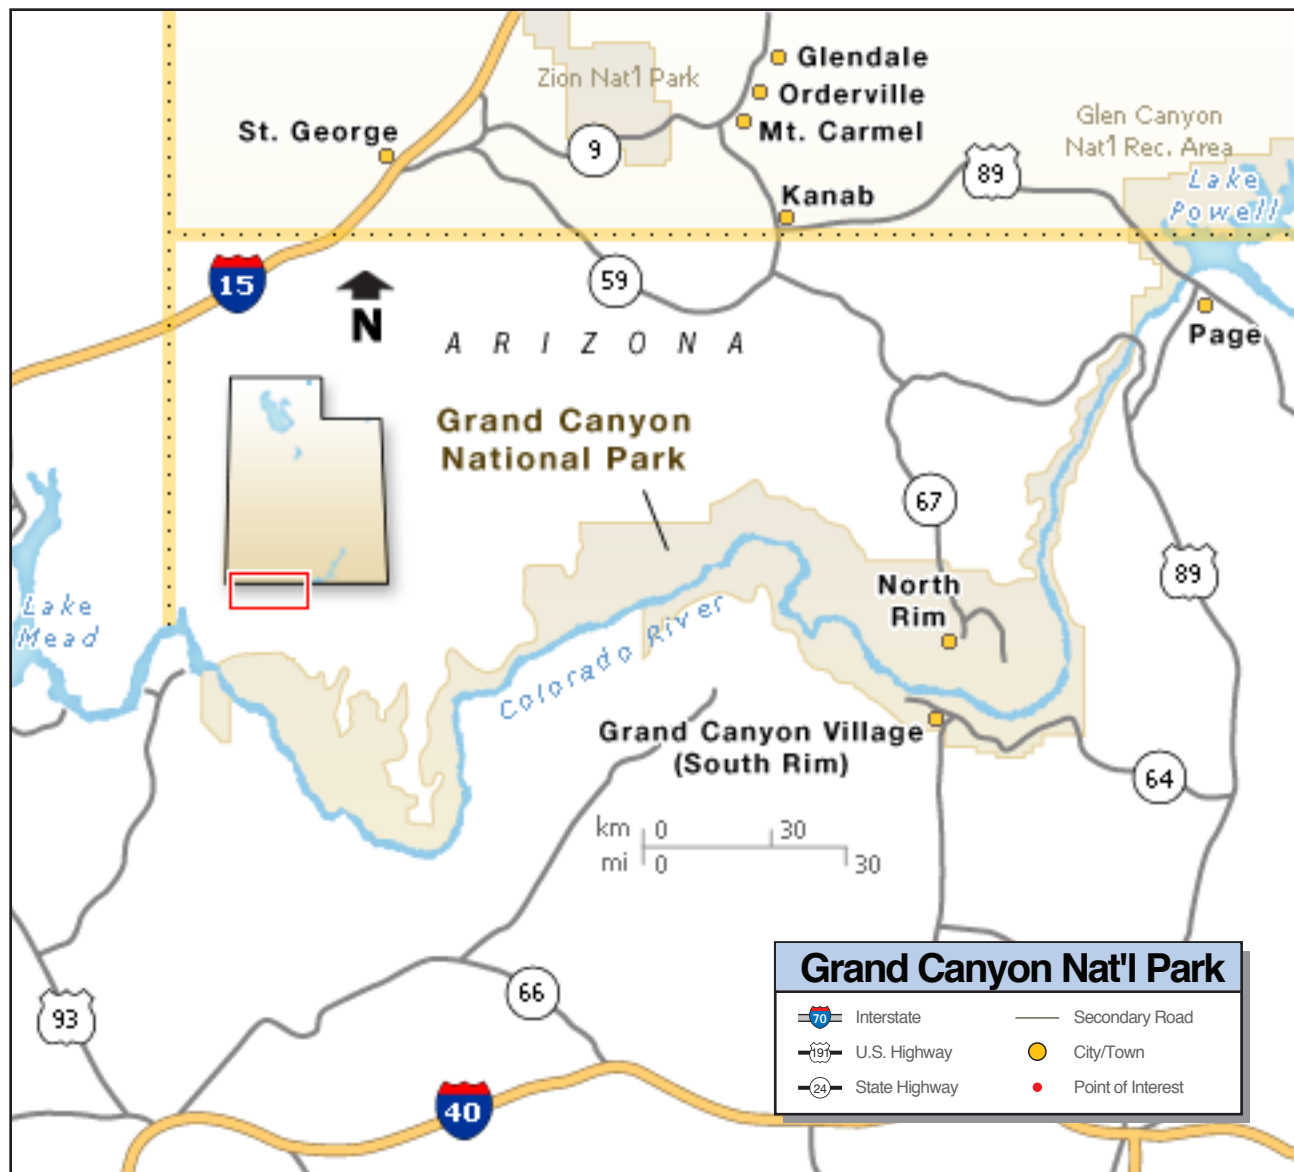 Glendale
Zion Nat'l Park
Orderville
Glen Canyon
Nat'l Rec. Area
St. George
Mt. Carmel
9
89
Lake
Powell
Kanab
15
59
N
ARIZONA
Page
Grand Canyon
National Park
67
89
North
Rim
Lake
Mead
Colorado River
Grand Canyon Village
(South Rim)
64
km 0 30
mi 0 30
66
93
40
Grand Canyon Nat'l Park
70 Interstate
Secondary Road
191 U.S. Highway
City/Town
24 State Highway
Point of Interest